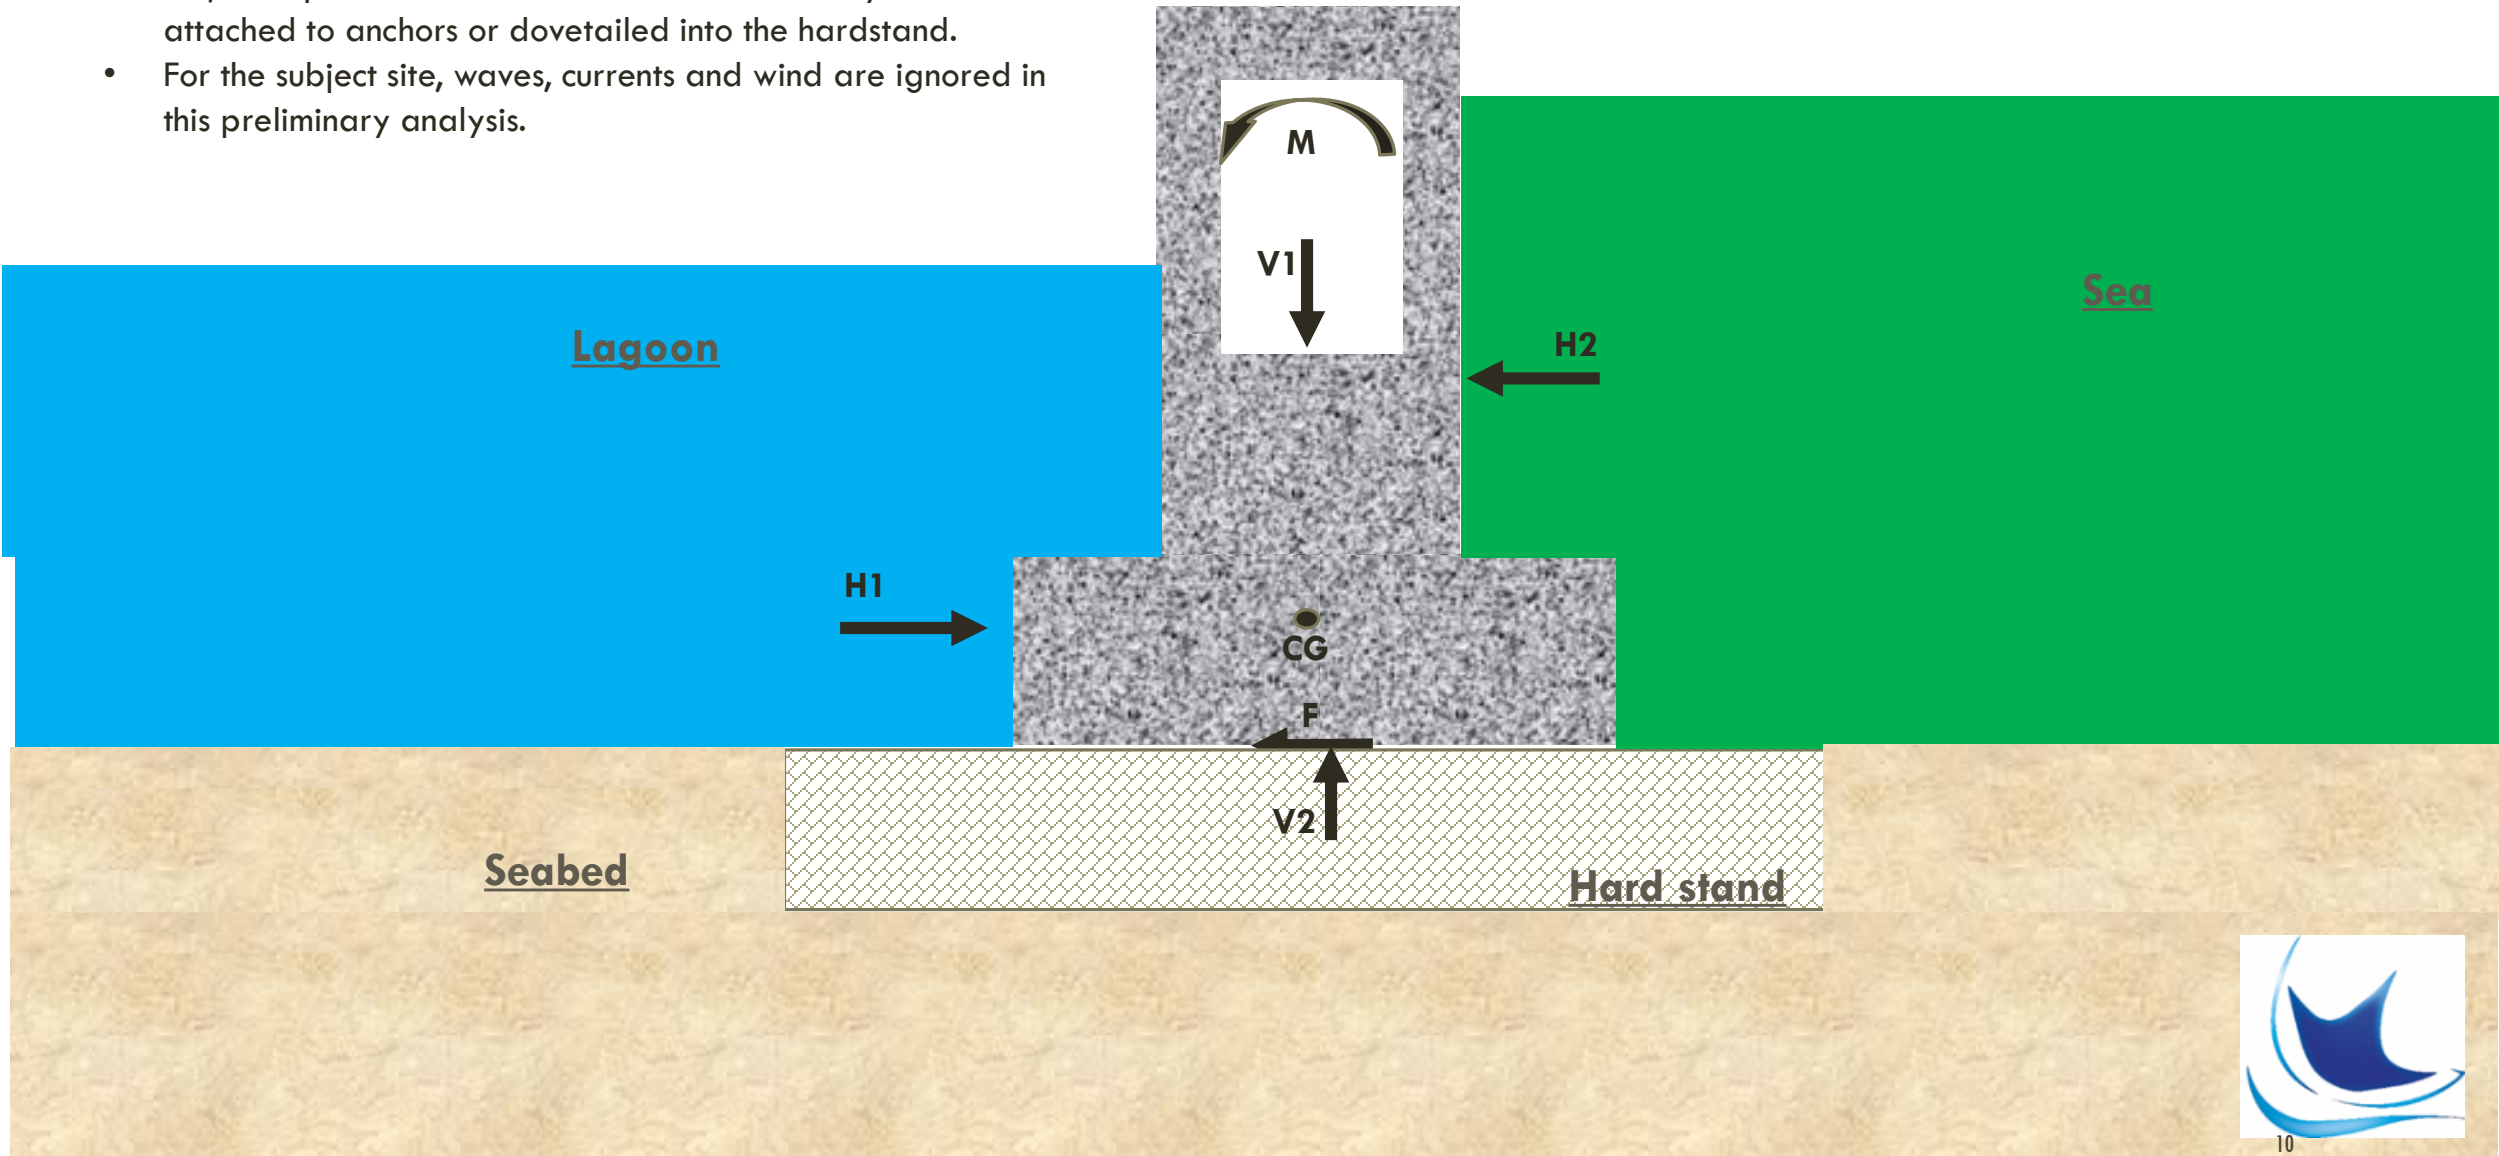 attached to anchors or dovetailed into the hardstand.
• For the subject site, waves, currents and wind are ignored in
this preliminary analysis.
M
V1
Sea
Lagoon
H2
H1
CG
F
V2
Seabed
Hard stand
10